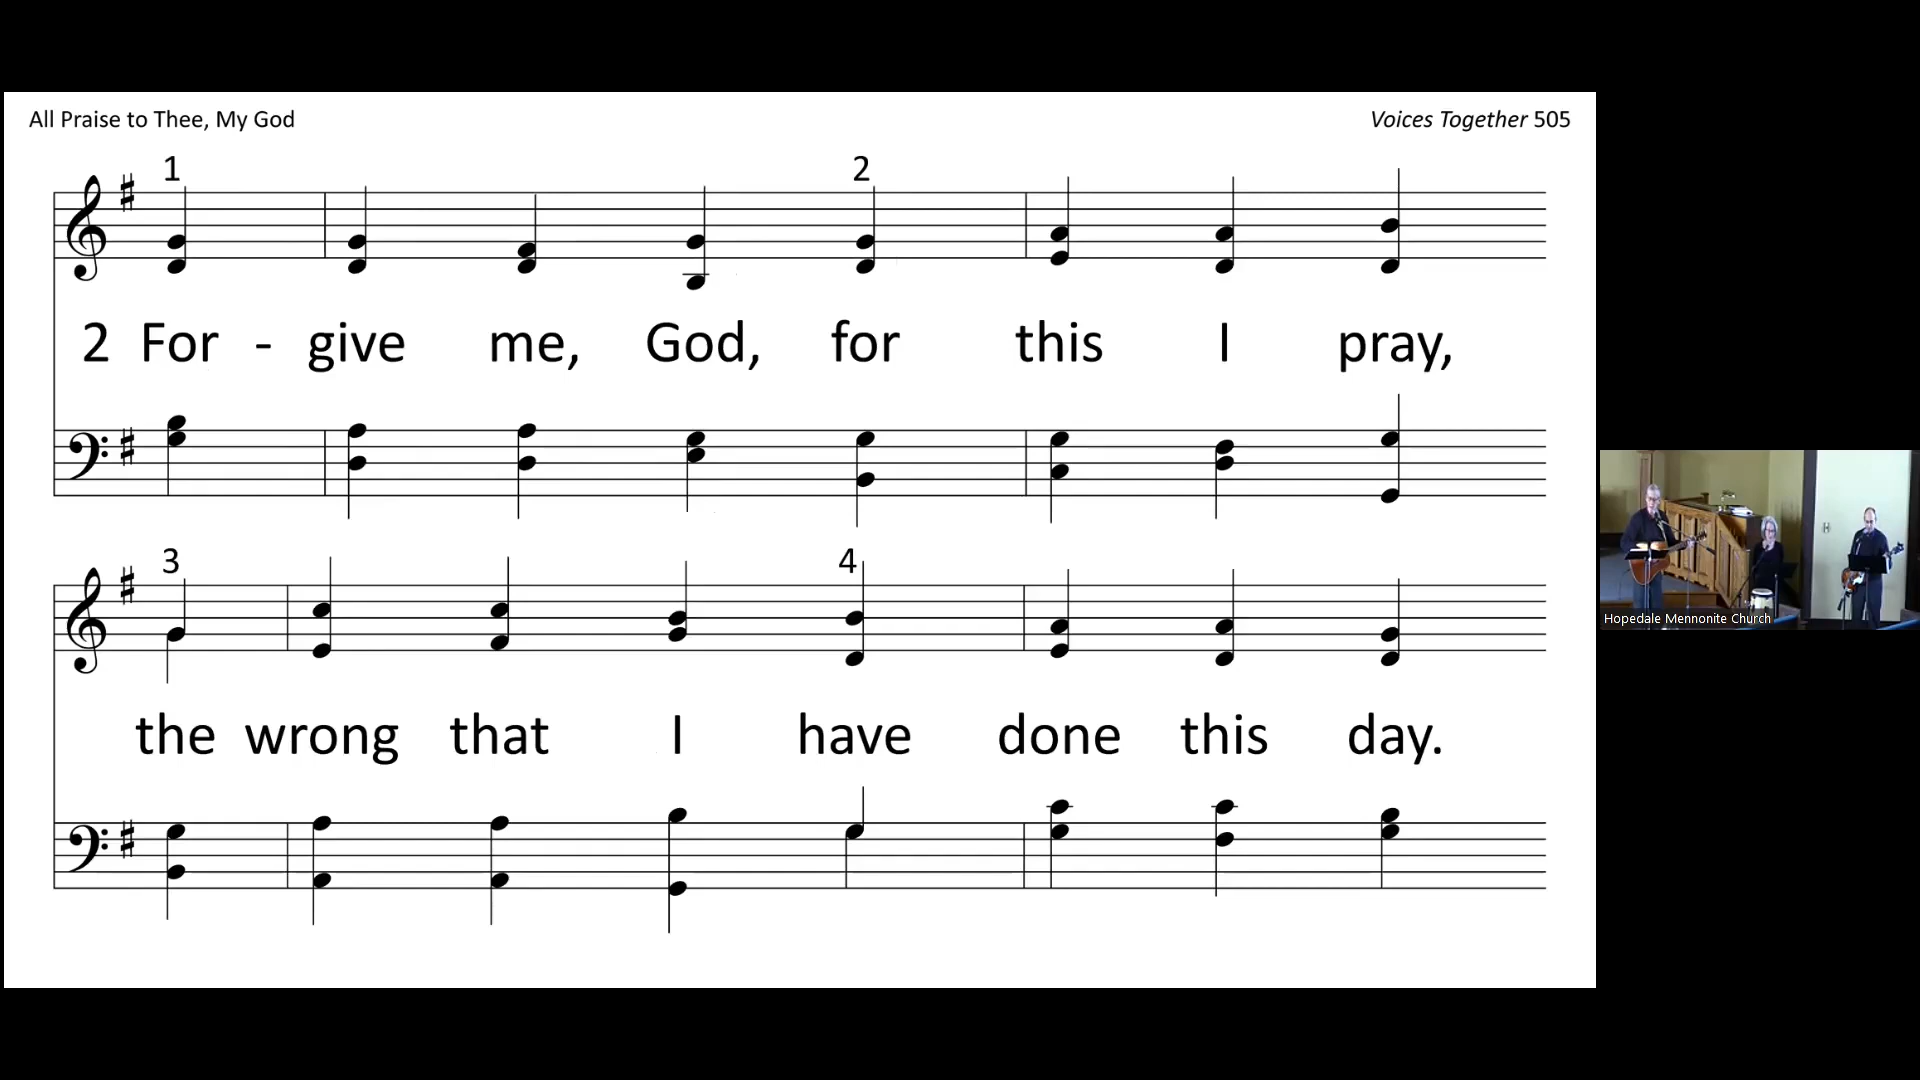 All Praise to Thee, My God
Voices Together 505
1 2
2 For - give me, God, for this I pray,
3 4
the wrong that I have done this day.
Hopedale Mennonite Church